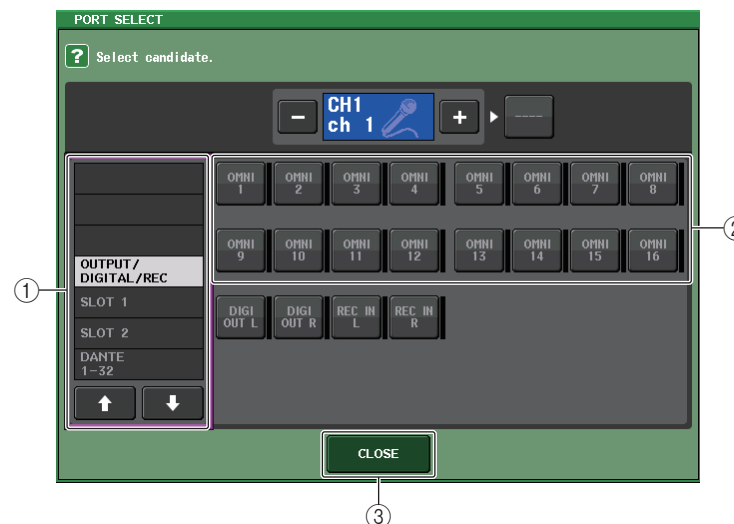 PORT SELECT
? Select candidate.
− CH1 + ----
ch 1
OUTPUT/
DIGITAL/REC
SLOT 1
SLOT 2
DANTE
1-32
OMNI 1 OMNI 2 OMNI 3 OMNI 4 OMNI 5 OMNI 6 OMNI 7 OMNI 8
OMNI 9 OMNI 10 OMNI 11 OMNI 12 OMNI 13 OMNI 14 OMNI 15 OMNI 16
DIGI OUT L DIGI OUT R REC IN L REC IN R
CLOSE
①
②
③